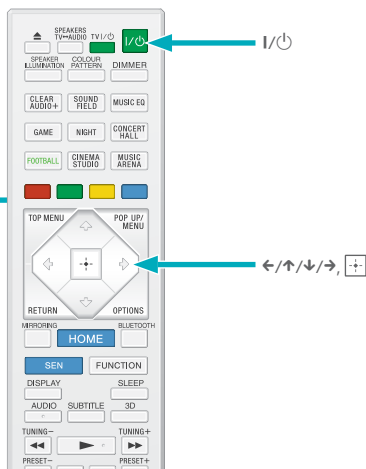 SPEAKERS
TV↔AUDIO TV I/⏻ I/⏻
I/⏻
SPEAKER
ILLUMINATION
COLOUR
PATTERN
DIMMER
CLEAR
AUDIO+
SOUND
FIELD
MUSIC EQ
GAME
NIGHT
CONCERT
HALL
FOOTBALL
CINEMA
STUDIO
MUSIC
ARENA
TOP MENU
POP UP/
MENU
←/↑/↓/→,
RETURN
OPTIONS
MIRRORING
HOME
BLUETOOTH
SEN
FUNCTION
DISPLAY
SLEEP
AUDIO
SUBTITLE
3D
TUNING−
TUNING+
PRESET−
PRESET+